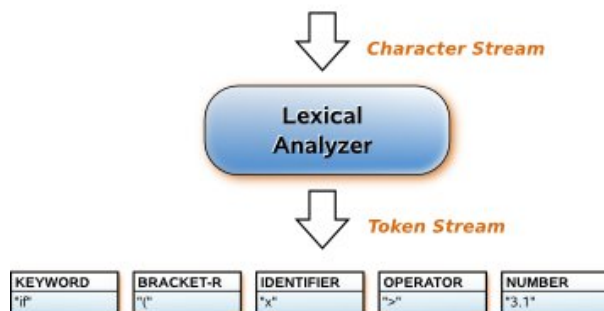 Character Stream
Lexical
Analyzer
Token Stream
KEYWORD BRACKET-R IDENTIFIER OPERATOR NUMBER
"if" "(" "x" ">" "3.1"